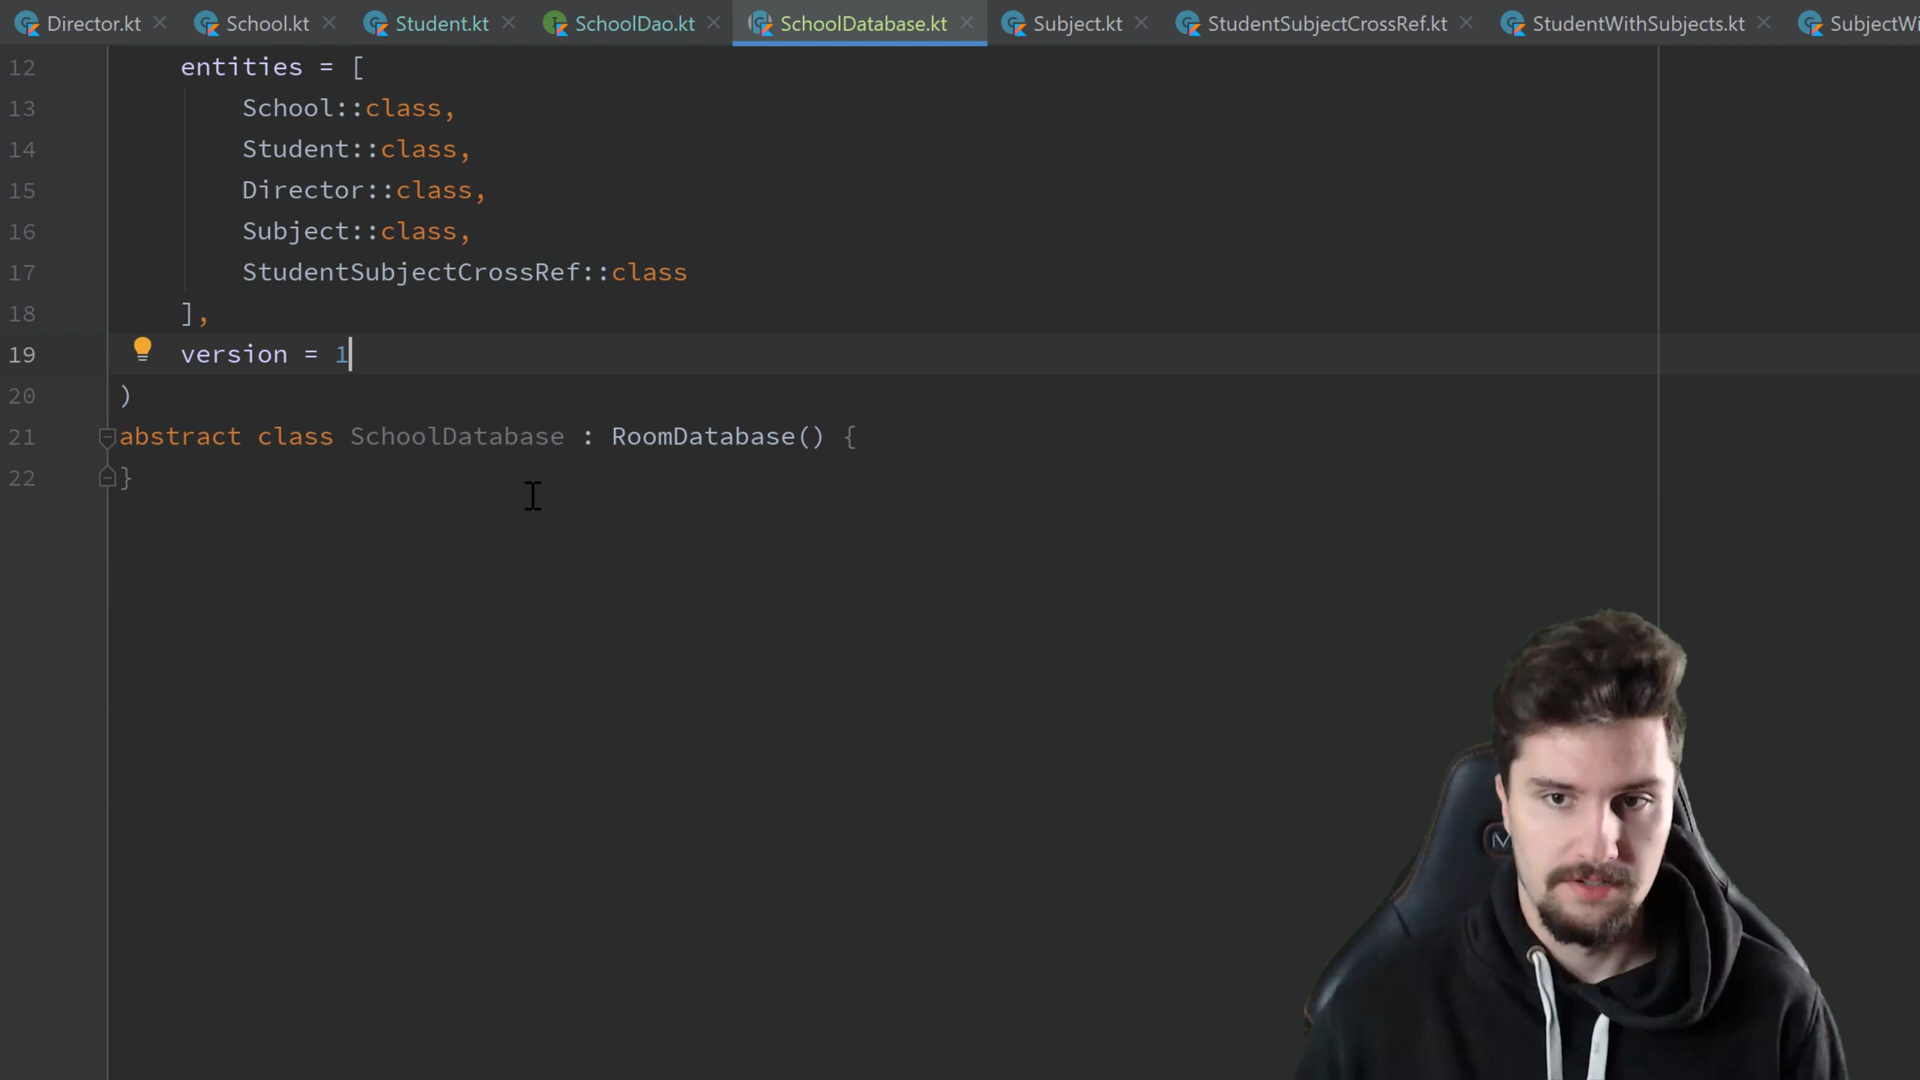 Director.kt School.kt Student.kt SchoolDao.kt SchoolDatabase.kt Subject.kt StudentSubjectCrossRef.kt StudentWithSubjects.kt SubjectWi
12 entities = [
13 School::class,
14 Student::class,
15 Director::class,
16 Subject::class,
17 StudentSubjectCrossRef::class
18 ],
19 version = 1
20 )
21 abstract class SchoolDatabase : RoomDatabase() {
22 }